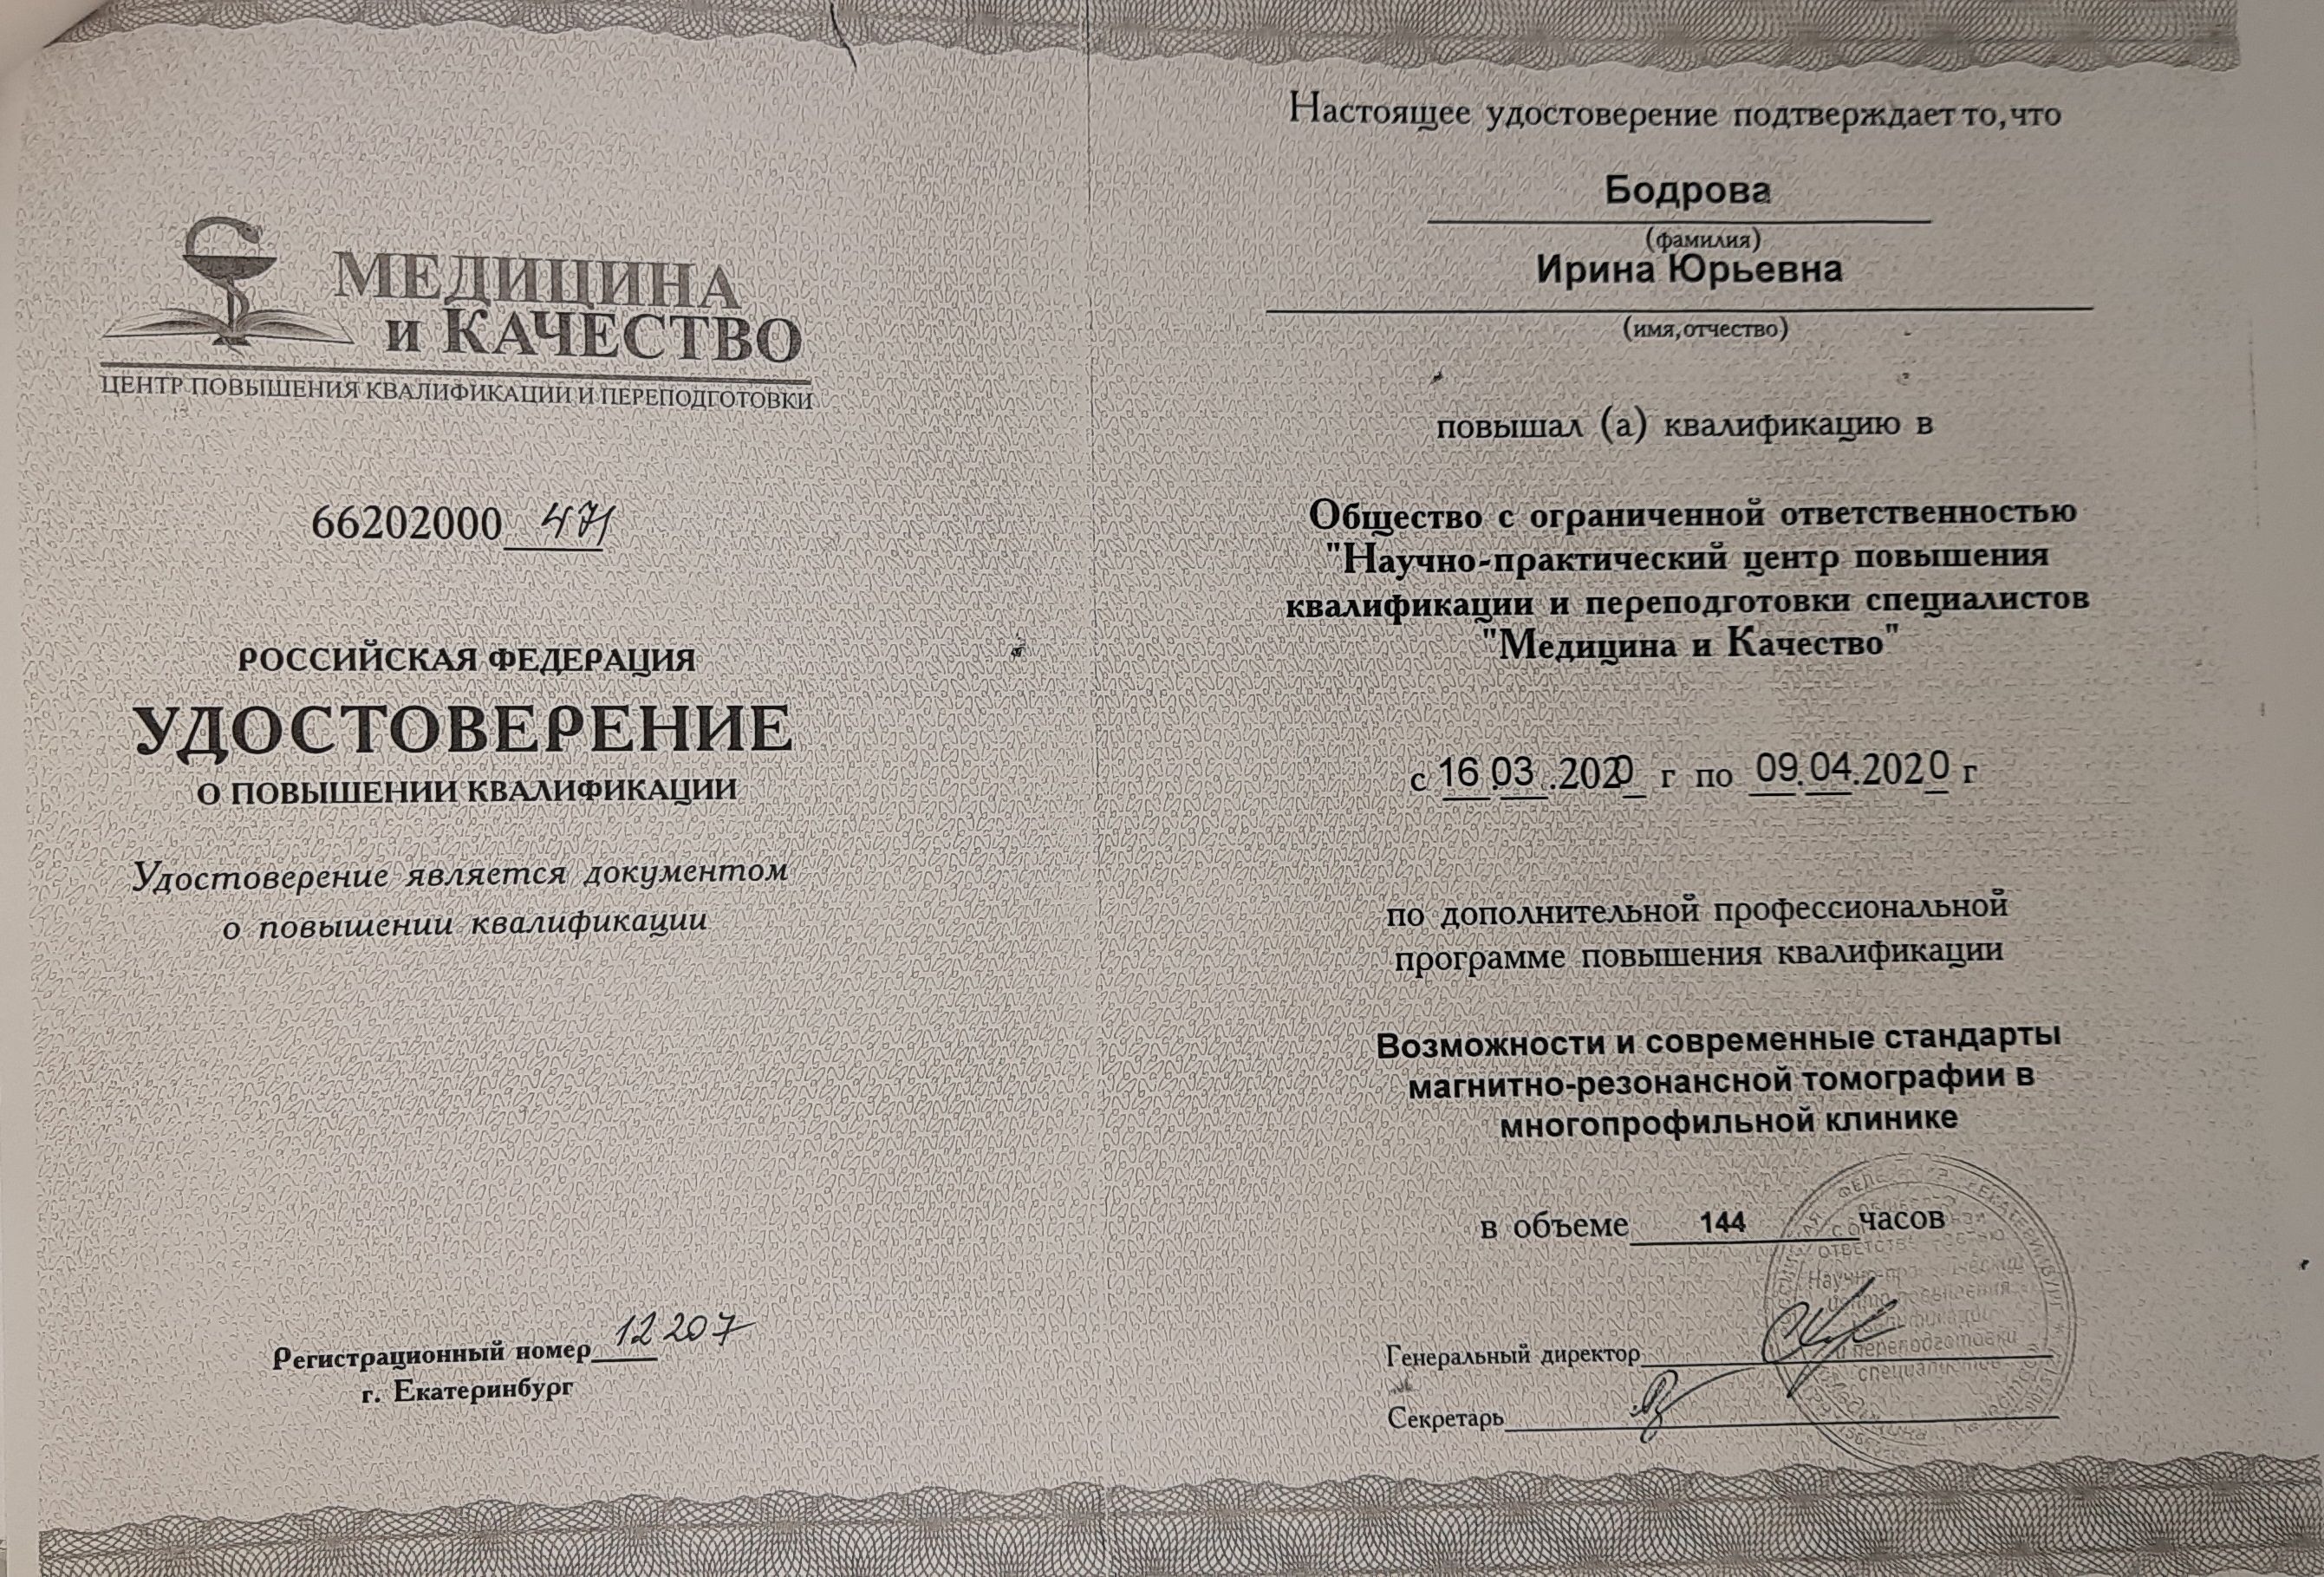 МЕДИЦИНА
и КАЧЕСТВО
ЦЕНТР ПОВЫШЕНИЯ КВАЛИФИКАЦИИ И ПЕРЕПОДГОТОВКИ
66202000 471
РОССИЙСКАЯ ФЕДЕРАЦИЯ
УДОСТОВЕРЕНИЕ
О ПОВЫШЕНИИ КВАЛИФИКАЦИИ
Удостоверение является документом
о повышении квалификации
Регистрационный номер 12207
г. Екатеринбург
Настоящее удостоверение подтверждает то, что
Бодрова
(фамилия)
Ирина Юрьевна
(имя, отчество)
повышал (а) квалификацию в
Общество с ограниченной ответственностью
"Научно-практический центр повышения
квалификации и переподготовки специалистов
"Медицина и Качество"
с 16.03.2020 г по 09.04.2020 г
по дополнительной профессиональной
программе повышения квалификации
Возможности и современные стандарты
магнитно-резонансной томографии в
многопрофильной клинике
в объеме 144 часов
Генеральный директор
Секретарь
Научно-практический
переподготовки